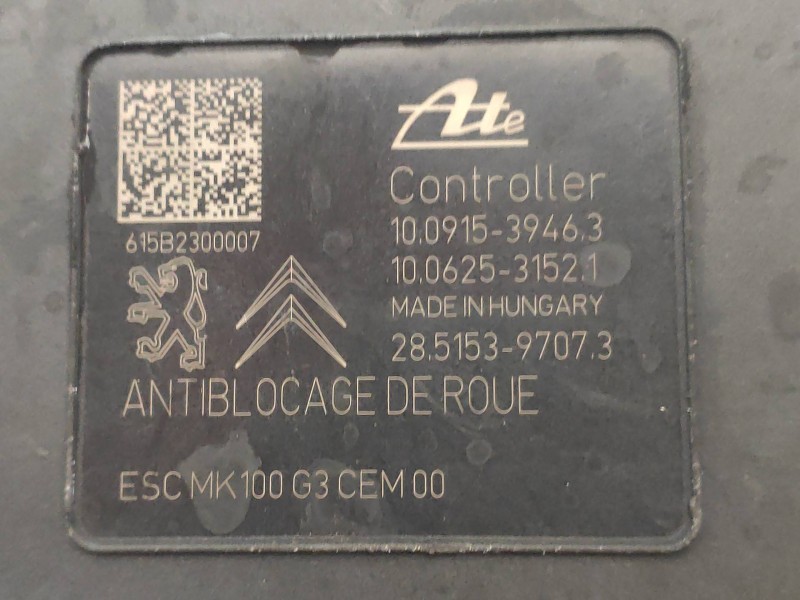 Ate
Controller
10.0915-3946.3
615B2300007
10.0625-3152.1
MADE IN HUNGARY
28.5153-9707.3
ANTIBLOCAGE DE ROUE
ESC MK100 G3 CEM 00